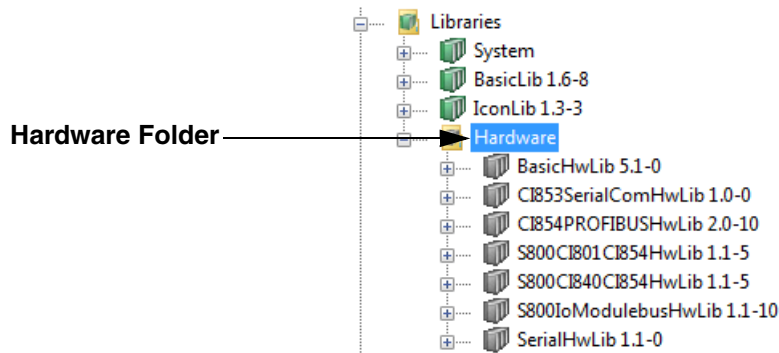 Libraries
System
BasicLib 1.6-8
IconLib 1.3-3
Hardware Folder
Hardware
BasicHwLib 5.1-0
CI853SerialComHwLib 1.0-0
CI854PROFIBUSHwLib 2.0-10
S800CI801CI854HwLib 1.1-5
S800CI840CI854HwLib 1.1-5
S800IoModulebusHwLib 1.1-10
SerialHwLib 1.1-0